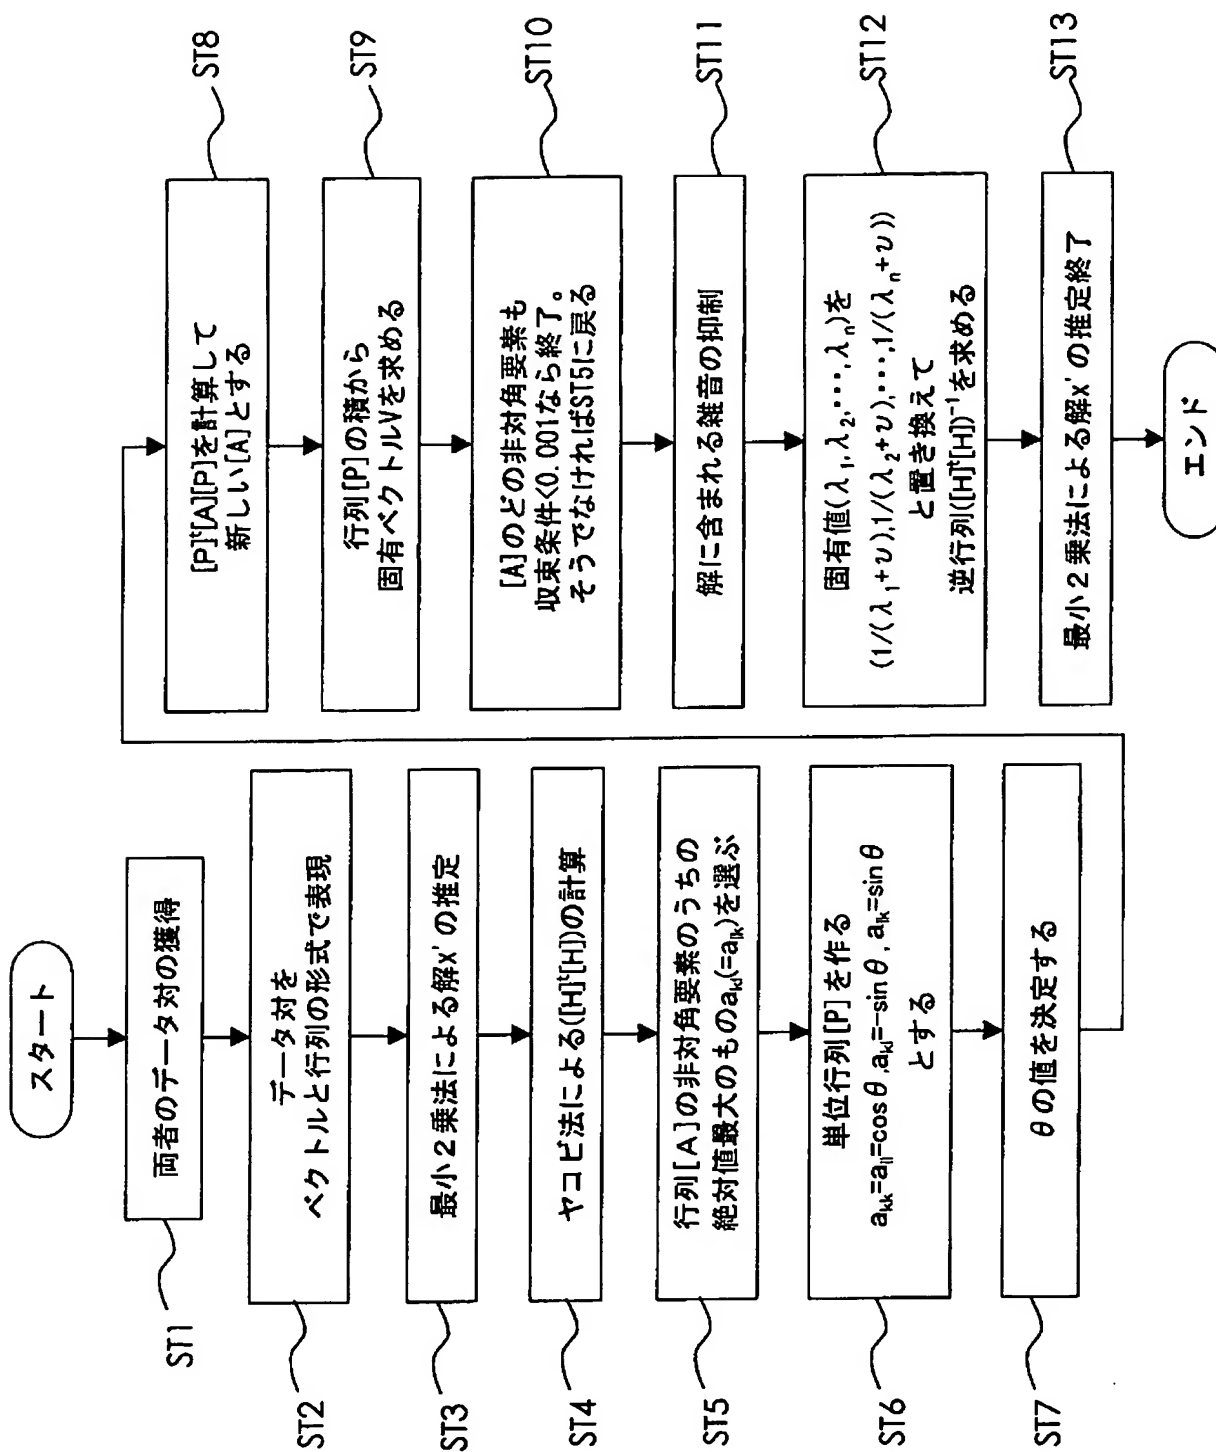 スタート
ST1
両者のデータ対の獲得
ST2
データ対を
ベクトルと行列の形式で表現
ST3
最小2乗法による解x'の推定
ST4
ヤコビ法による([H]ᵗ[H])の計算
ST5
行列[A]の非対角要素のうちの
絶対値最大のものaₖₗ(=aₗₖ)を選ぶ
ST6
単位行列[P]を作る
aₖₖ=aₗₗ=cosθ,aₖₗ=-sinθ,aₗₖ=sinθ
とする
ST7
θの値を決定する
ST8
[P]ᵗ[A][P]を計算して
新しい[A]とする
ST9
行列[P]の積から
固有ベクトルVを求める
ST10
[A]のどの非対角要素も
収束条件<0.001なら終了。
そうでなければST5に戻る
ST11
解に含まれる雑音の抑制
ST12
固有値(λ₁,λ₂,…,λₙ)を
(1/(λ₁+υ),1/(λ₂+υ),…,1/(λₙ+υ))
と置き換えて
逆行列([H]ᵗ[H])⁻¹を求める
ST13
最小2乗法による解x'の推定終了
エンド